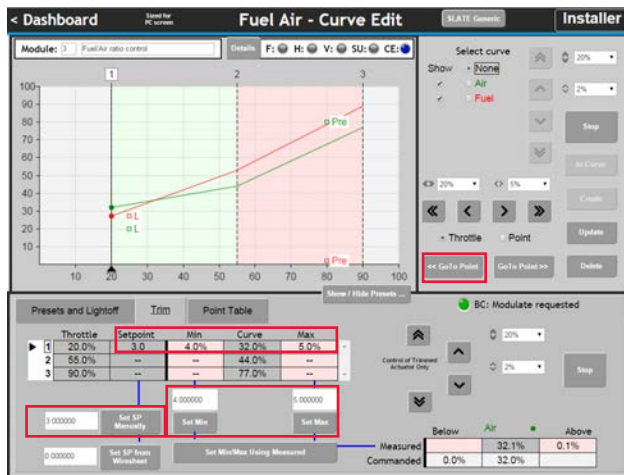 < Dashboard
Sized for
PC screen
Fuel Air - Curve Edit
SLATE Generic
Installer
Module: 3 Fuel/Air ratio control
Details
F: H: V: SU: CE:
Select curve
Show None
Air
Fuel
20%
2%
Stop
to Curve
Create
Update
Delete
20%
5%
Throttle Point
<< GoTo Point
GoTo Point >>
1 2 3
100
90
80
70
60
50
40
30
20
10
Pre
L
L
Pre
10 20 30 40 50 60 70 80 90 100
Show / Hide Presets ...
Presets and Lightoff
Trim
Point Table
BC: Modulate requested
Throttle Setpoint Min Curve Max
1 20.0% 3.0 4.0% 32.0% 5.0%
2 55.0% -- -- 44.0% --
3 90.0% -- -- 77.0% --
Control of Trimmed
Actuator Only
20%
2%
Stop
3.000000
Set SP
Manually
4.000000
Set Min
5.000000
Set Max
0.000000
Set SP from
Wiresheet
Set Min/Max Using Measured
Below Air Above
Measured 32.1% 0.1%
Commanded 0.0% 32.0%